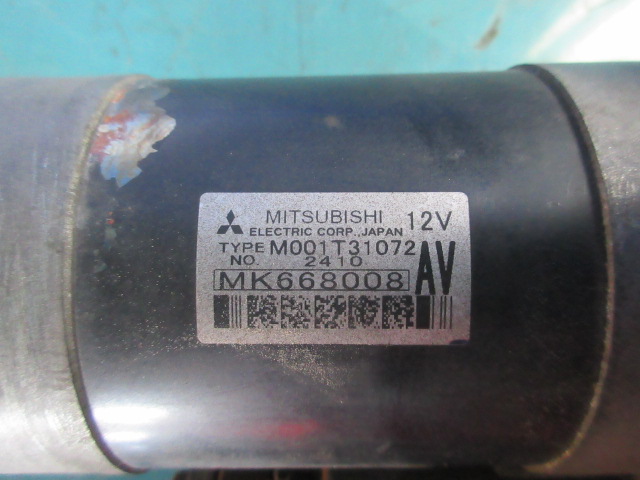 MITSUBISHI 12V
ELECTRIC CORP.,JAPAN
TYPE M001T31072
NO. 2410
MK668008 AV